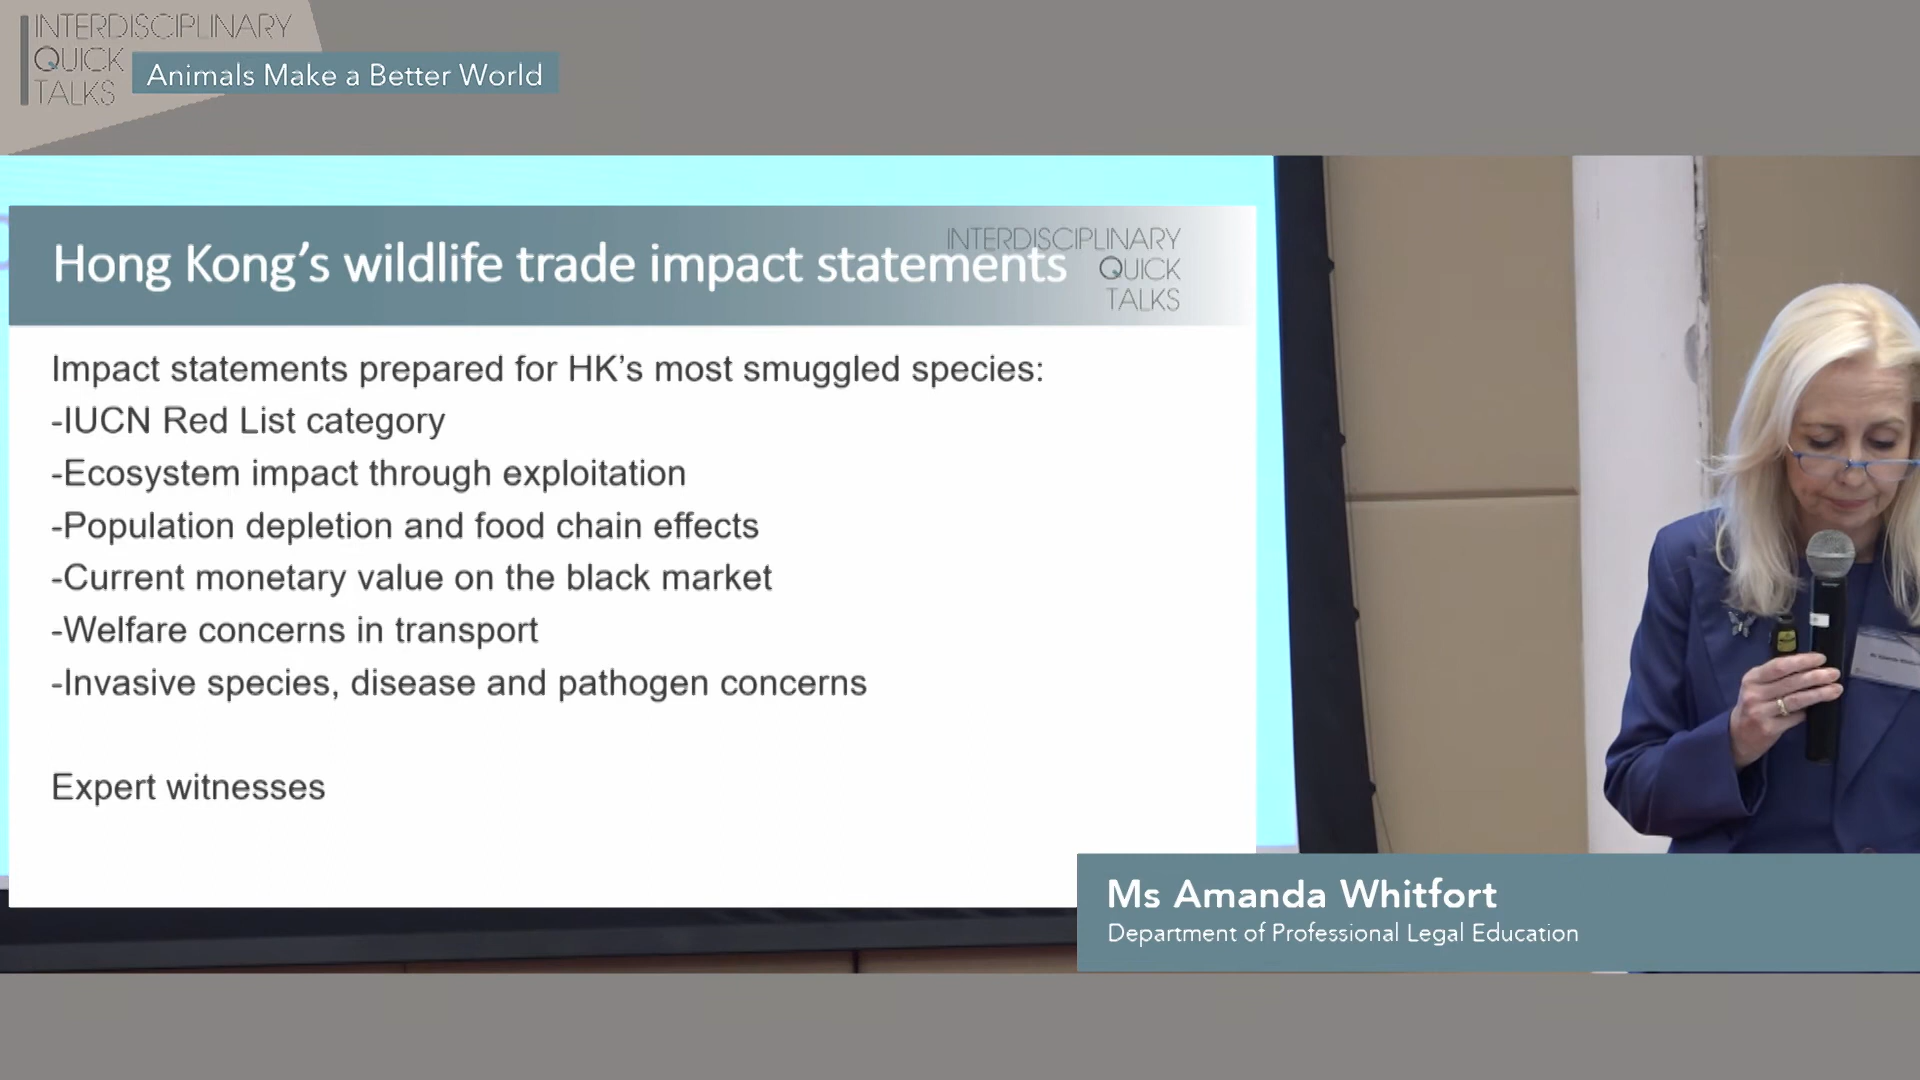 INTERDISCIPLINARY
QUICK
TALKS
Animals Make a Better World
Hong Kong's wildlife trade impact statements
INTERDISCIPLINARY
QUICK
TALKS
Impact statements prepared for HK's most smuggled species:
-IUCN Red List category
-Ecosystem impact through exploitation
-Population depletion and food chain effects
-Current monetary value on the black market
-Welfare concerns in transport
-Invasive species, disease and pathogen concerns
Expert witnesses
Ms Amanda Whitfort
Department of Professional Legal Education